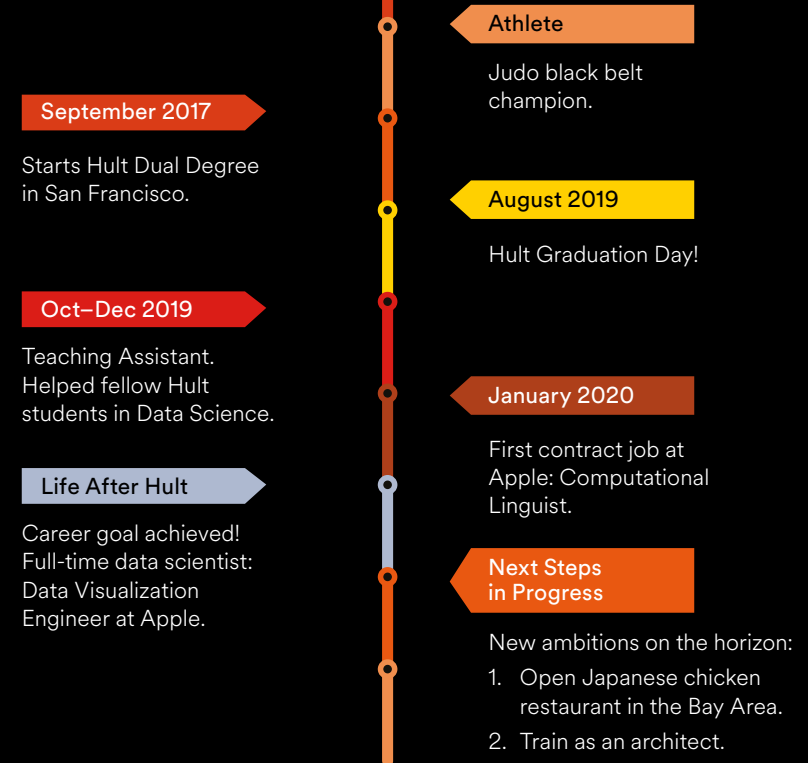 Athlete
Judo black belt
champion.
September 2017
Starts Hult Dual Degree
in San Francisco.
August 2019
Hult Graduation Day!
Oct–Dec 2019
Teaching Assistant.
Helped fellow Hult
students in Data Science.
January 2020
First contract job at
Apple: Computational
Linguist.
Life After Hult
Career goal achieved!
Full-time data scientist:
Data Visualization
Engineer at Apple.
Next Steps
in Progress
New ambitions on the horizon:
1. Open Japanese chicken
restaurant in the Bay Area.
2. Train as an architect.